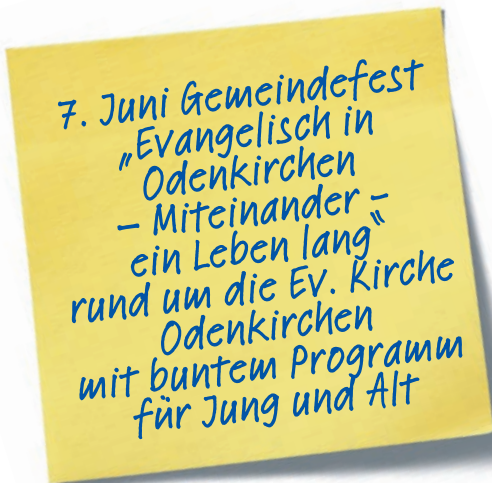 7. Juni Gemeindefest
„Evangelisch in
Odenkirchen
– Miteinander –
ein Leben lang“
rund um die Ev. Kirche
Odenkirchen
mit buntem Programm
für Jung und Alt